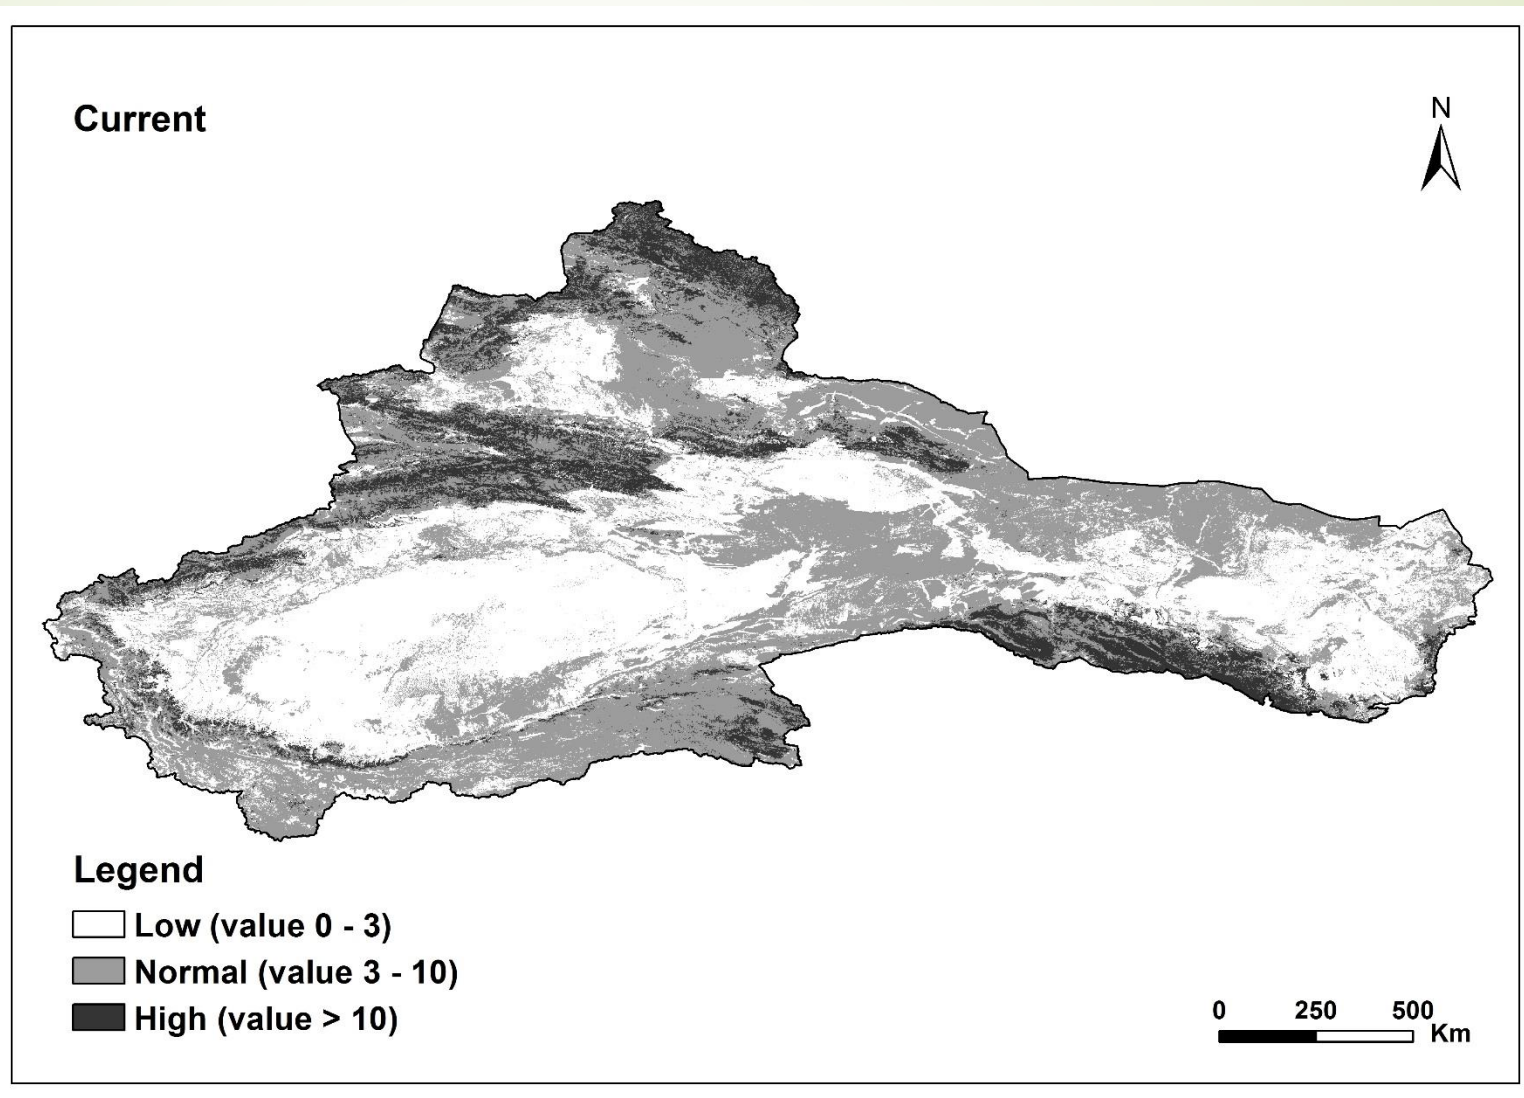 Current
N
Legend
Low (value 0 - 3)
Normal (value 3 - 10)
High (value > 10)
0 250 500
Km